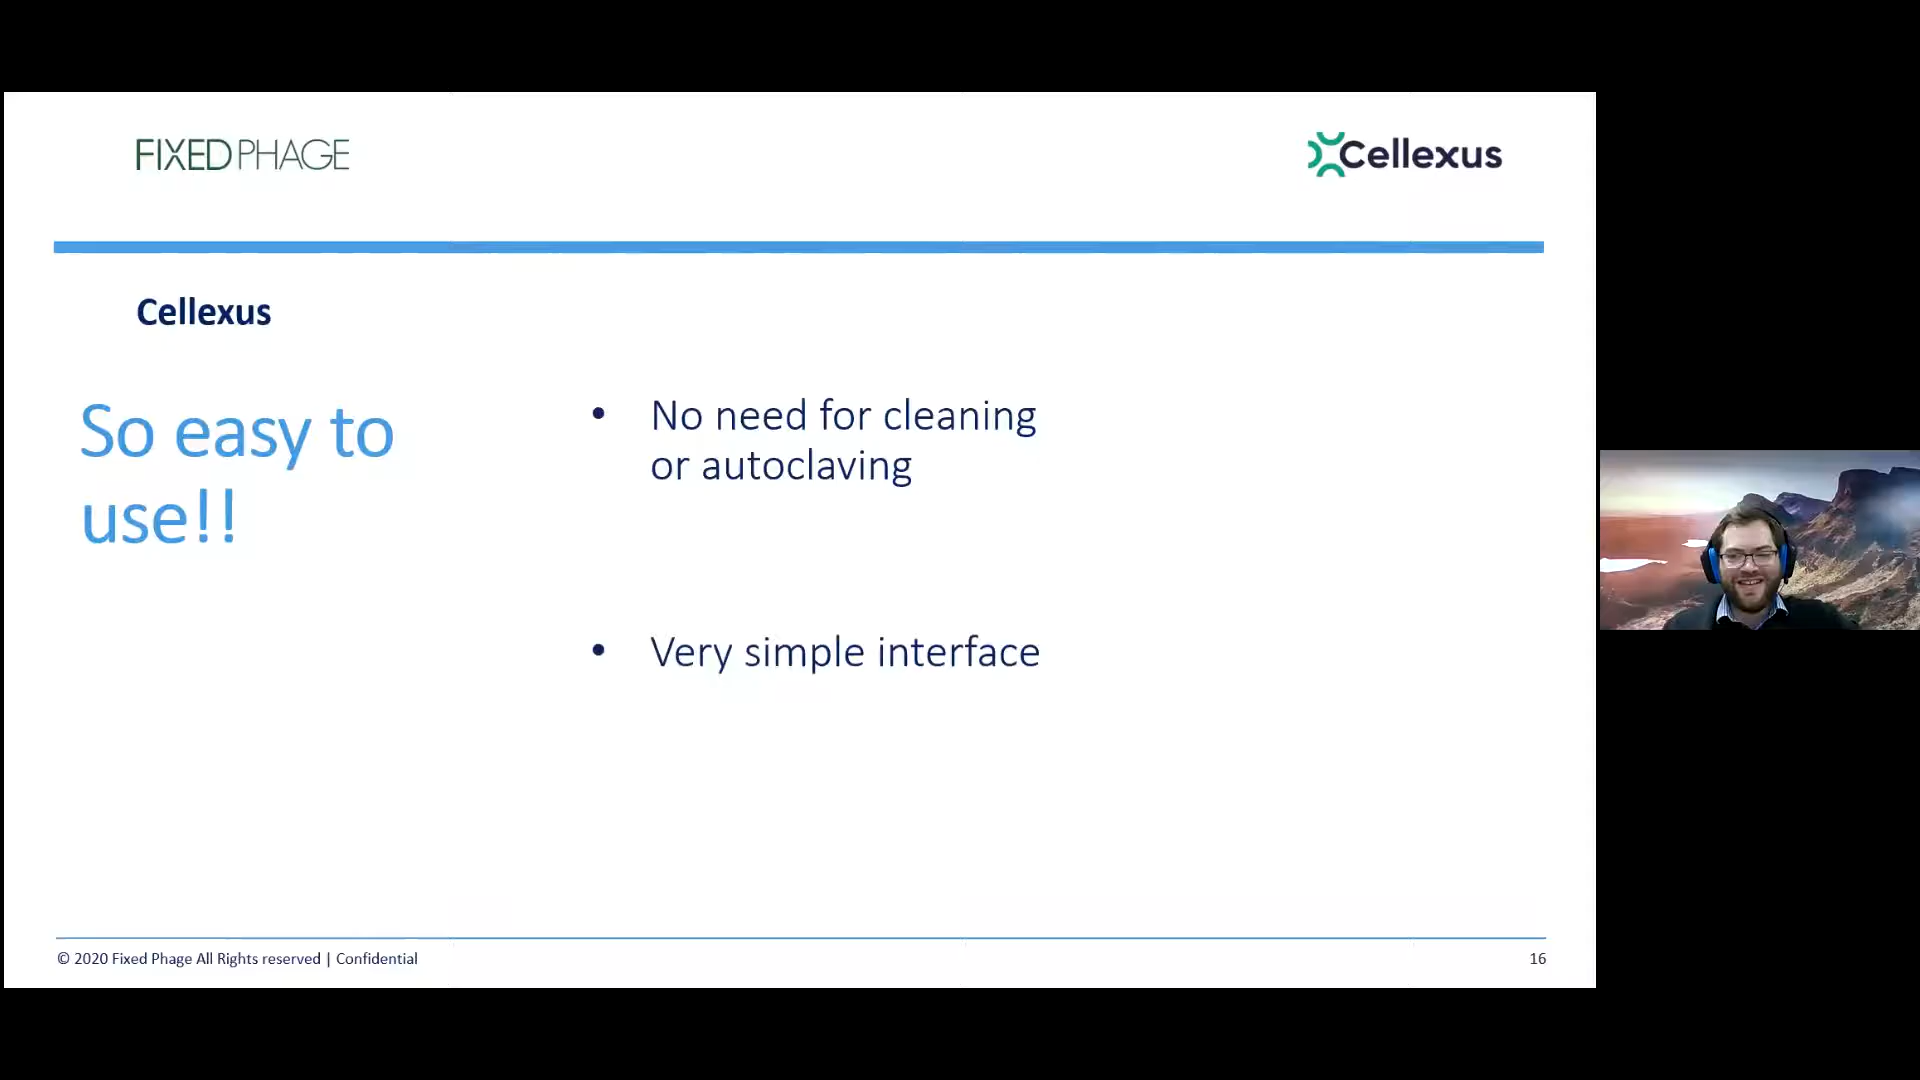 FIXED PHAGE
Cellexus
Cellexus
So easy to
use!!
• No need for cleaning
or autoclaving
• Very simple interface
© 2020 Fixed Phage All Rights reserved | Confidential
16